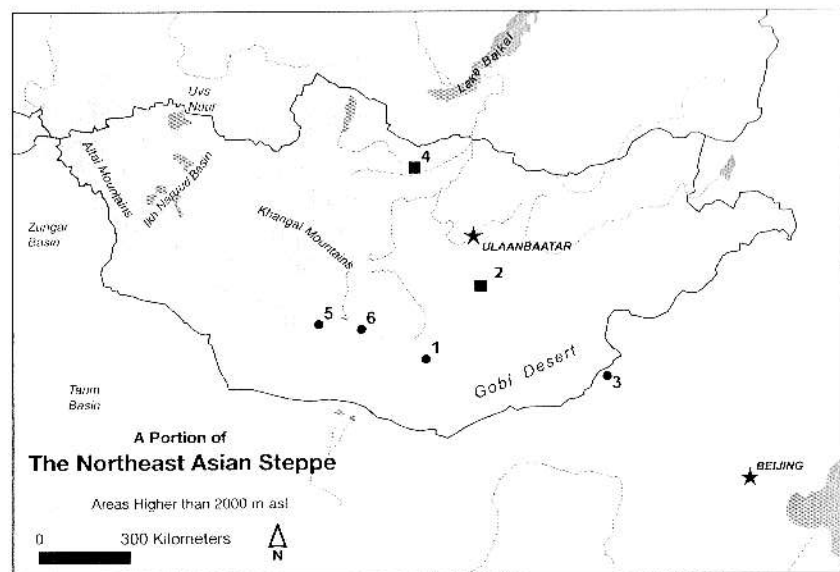 Lake Baikal
Uvs
Nuur
4
Altai Mountains
Ikh Nuruud Basin
Khangai Mountains
Zungar
Basin
ULAANBAATAR
2
5
6
1
Gobi Desert
3
Tarim
Basin
A Portion of
The Northeast Asian Steppe
BEIJING
Areas Higher than 2000 m asl
0 300 Kilometers
N